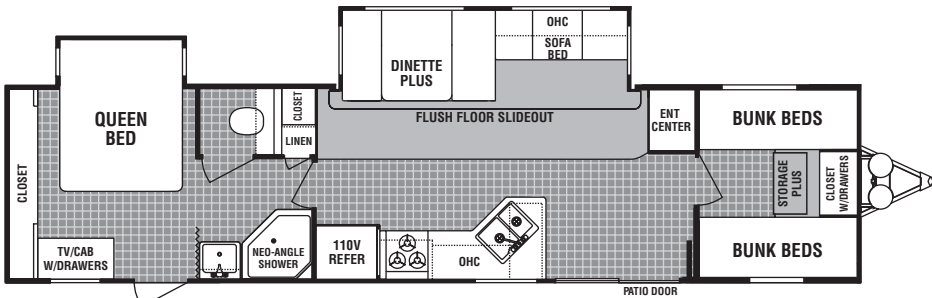 OHC
SOFA
BED
DINETTE
PLUS
FLUSH FLOOR SLIDEOUT
QUEEN
BED
CLOSET
CLOSET
LINEN
ENT
CENTER
BUNK BEDS
STORAGE
PLUS
CLOSET
W/DRAWERS
TV/CAB
W/DRAWERS
NEO-ANGLE
SHOWER
110V
REFER
OHC
BUNK BEDS
PATIO DOOR